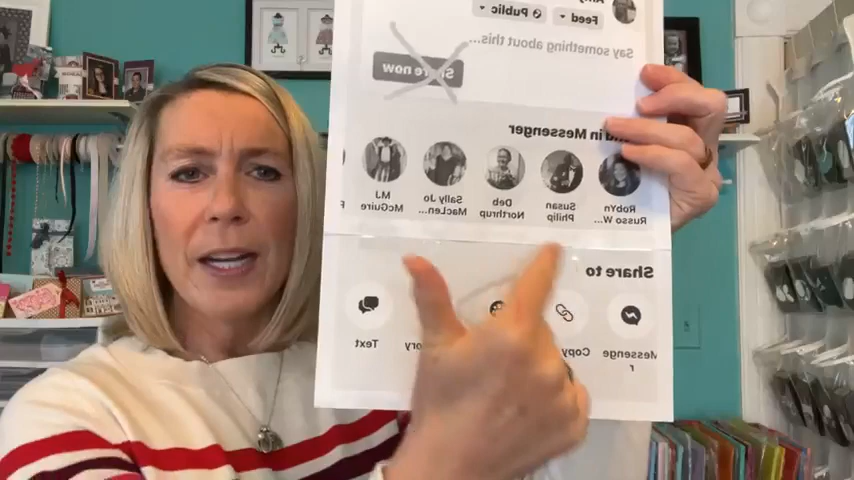 Feed Public
Say something about this...
Share now
in Messenger
RobYn Susan Deb Sally Jo MJ
Russo W... Philip Northrup MacLen... McGuire
Share to
Messenge Copy Text
r